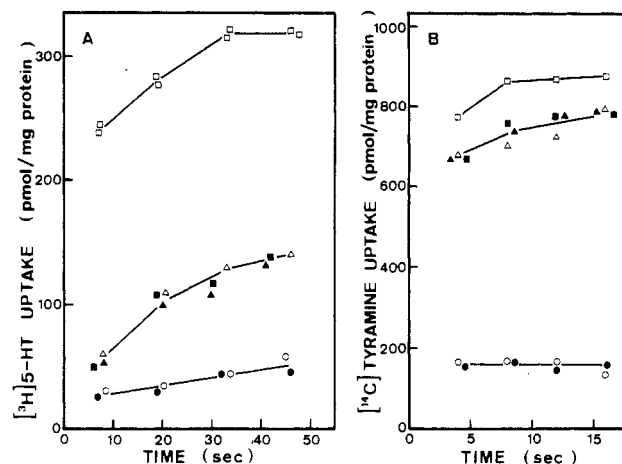 A
[³H]5-HT UPTAKE (pmol/mg protein)
300
200
100
0
0 10 20 30 .40 50
TIME (sec)
B
[¹⁴C] TYRAMINE UPTAKE (pmol/mg protein)
1000
800
600
400
200
0
0 5 10 15
TIME (sec)